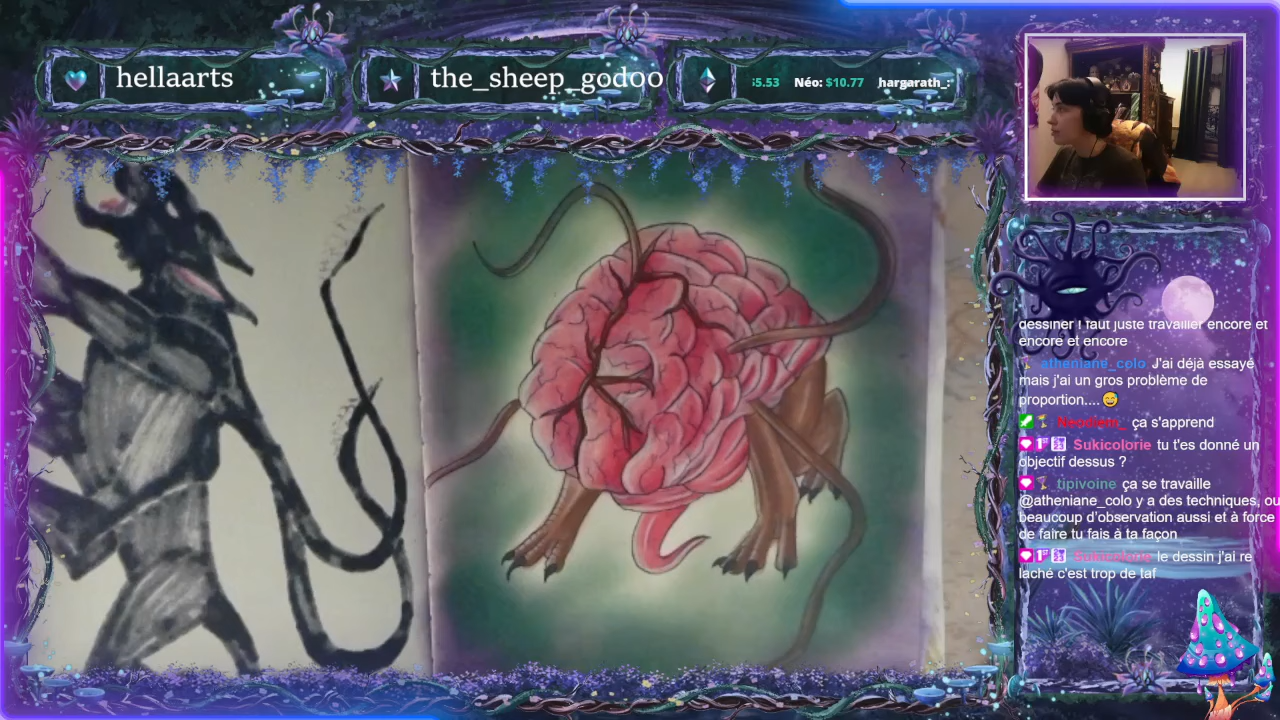 hellaarts
the_sheep_godoo
5.53 Néo: $10.77 hargarath_:
dessiner i faut juste travailler encore et
encore et encore
atheniane_colo J'ai déjà essayé
mais j'ai un gros problème de
proportion.... 😅
Neodiem_ ça s'apprend
Sukicolorie tu t'es donné un
objectif dessus ?
tipivoine ça se travaille
@atheniane_colo y a des techniques, ou
beaucoup d'observation aussi et à force
de faire tu fais à ta façon
Sukicolorie le dessin j'ai re
laché c'est trop de taf